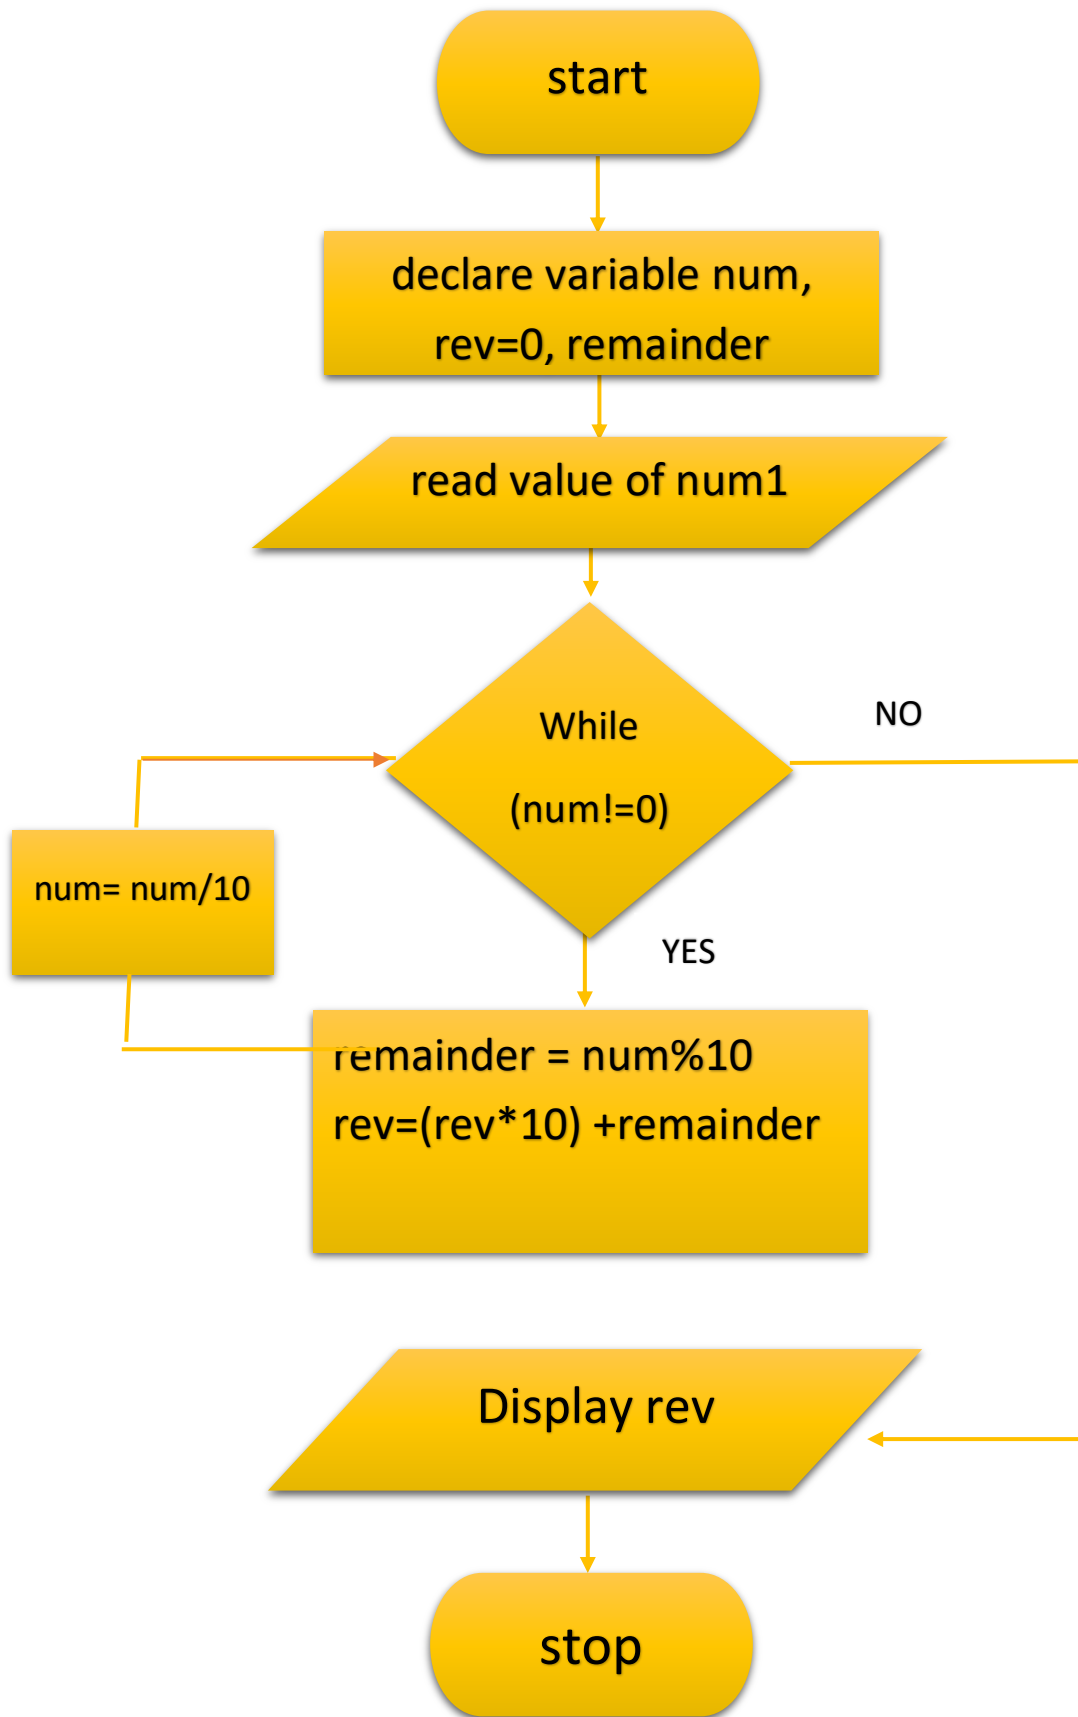 start
declare variable num,
rev=0, remainder
read value of num1
While
(num!=0)
NO
num= num/10
YES
remainder = num%10
rev=(rev*10) +remainder
Display rev
stop